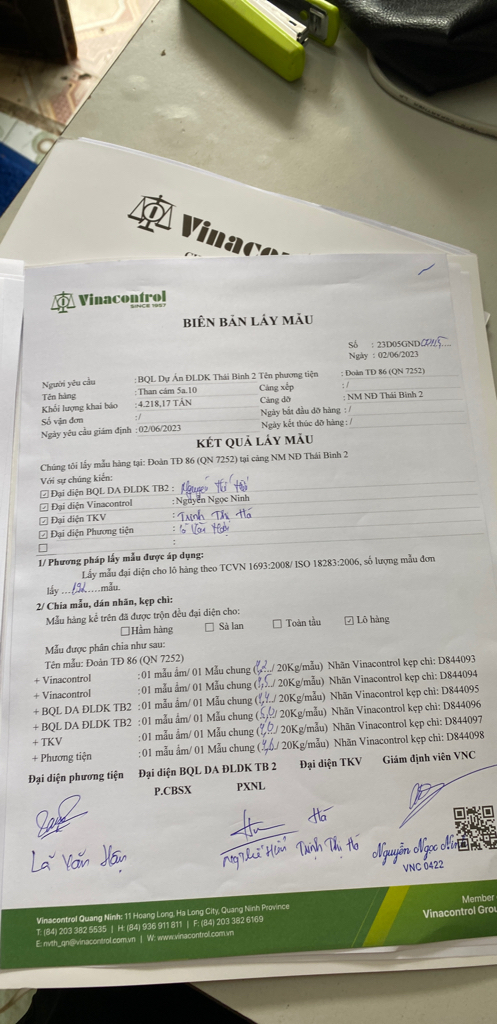 Vinacontrol
Vinacontrol
SINCE 1957
BIÊN BẢN LẤY MẪU
Số : 23D05GND
Ngày : 02/06/2023
Người yêu cầu : BQL Dự Án ĐLDK Thái Bình 2 Tên phương tiện : Đoàn TĐ 86 (QN 7252)
Tên hàng : Than cám 5a.10 Cảng xếp : /
Khối lượng khai báo : 4.218,17 TẤN Cảng dỡ : NM NĐ Thái Bình 2
Số vận đơn : / Ngày bắt đầu dỡ hàng : /
Ngày yêu cầu giám định : 02/06/2023 Ngày kết thúc dỡ hàng : /
KẾT QUẢ LẤY MẪU
Chúng tôi lấy mẫu hàng tại: Đoàn TĐ 86 (QN 7252) tại cảng NM NĐ Thái Bình 2
Với sự chứng kiến:
Đại diện BQL DA ĐLDK TB2 :
Đại diện Vinacontrol : Nguyễn Ngọc Ninh
Đại diện TKV : Trịnh Thị Há
Đại diện Phương tiện :
:
1/ Phương pháp lấy mẫu được áp dụng:
Lấy mẫu đại diện cho lô hàng theo TCVN 1693:2008/ ISO 18283:2006, số lượng mẫu đơn
lấy ........mẫu.
2/ Chia mẫu, dán nhãn, kẹp chì:
Mẫu hàng kể trên đã được trộn đều đại diện cho:
Hầm hàng Sà lan Toàn tầu Lô hàng
Mẫu được phân chia như sau:
Tên mẫu: Đoàn TĐ 86 (QN 7252)
+ Vinacontrol :01 mẫu ẩm/ 01 Mẫu chung (/ 20Kg/mẫu) Nhãn Vinacontrol kẹp chì: D844093
+ Vinacontrol :01 mẫu ẩm/ 01 Mẫu chung (/ 20Kg/mẫu) Nhãn Vinacontrol kẹp chì: D844094
+ BQL DA ĐLDK TB2 :01 mẫu ẩm/ 01 Mẫu chung (/ 20Kg/mẫu) Nhãn Vinacontrol kẹp chì: D844095
+ BQL DA ĐLDK TB2 :01 mẫu ẩm/ 01 Mẫu chung (/ 20Kg/mẫu) Nhãn Vinacontrol kẹp chì: D844096
+ TKV :01 mẫu ẩm/ 01 Mẫu chung (/ 20Kg/mẫu) Nhãn Vinacontrol kẹp chì: D844097
+ Phương tiện :01 mẫu ẩm/ 01 Mẫu chung (/ 20Kg/mẫu) Nhãn Vinacontrol kẹp chì: D844098
Đại diện phương tiện Đại diện BQL DA ĐLDK TB 2 Đại diện TKV Giám định viên VNC
P.CBSX PXNL
Há
Lã Văn Trịnh Thị Há Nguyễn Ngọc Ninh
VNC 0422
Vinacontrol Quang Ninh: 11 Hoang Long, Ha Long City, Quang Ninh Province
T: (84) 203 382 5535 | H: (84) 936 911 811 | F: (84) 203 382 6169
E: nvth_qn@vinacontrol.com.vn | W: www.vinacontrol.com.vn
Member
Vinacontrol Grou